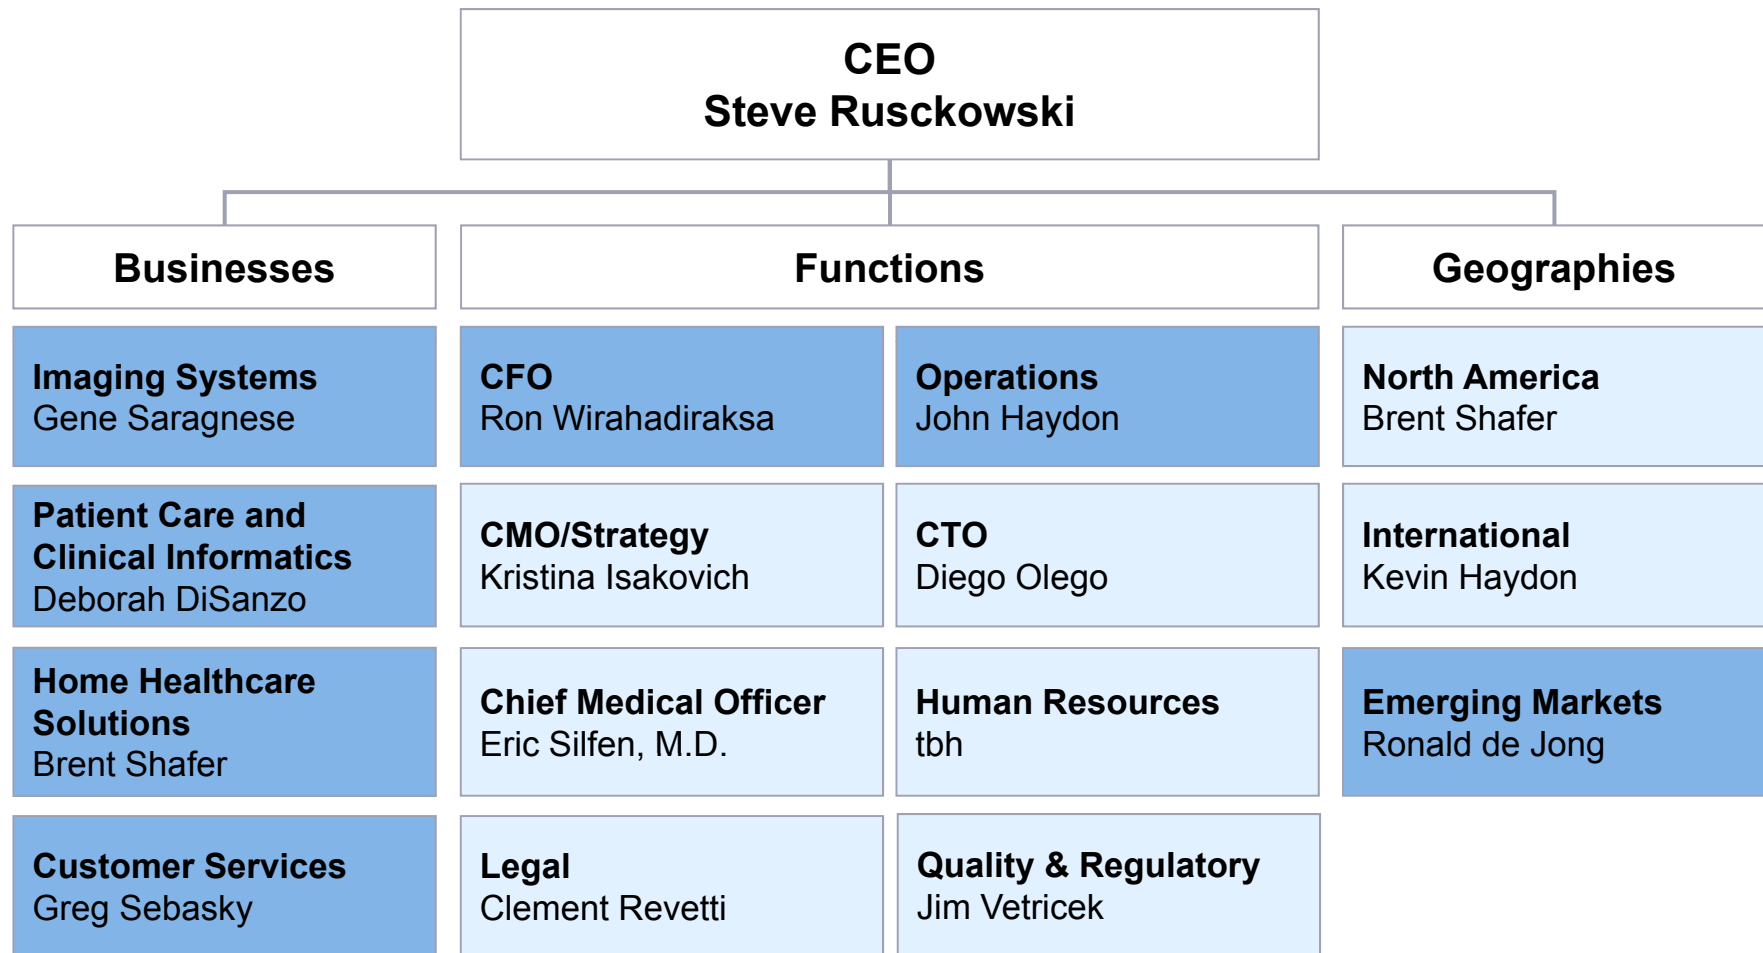 CEO
Steve Rusckowski
Businesses
Functions
Geographies
Imaging Systems
Gene Saragnese
CFO
Ron Wirahadiraksa
Operations
John Haydon
North America
Brent Shafer
Patient Care and
Clinical Informatics
Deborah DiSanzo
CMO/Strategy
Kristina Isakovich
CTO
Diego Olego
International
Kevin Haydon
Home Healthcare
Solutions
Brent Shafer
Chief Medical Officer
Eric Silfen, M.D.
Human Resources
tbh
Emerging Markets
Ronald de Jong
Customer Services
Greg Sebasky
Legal
Clement Revetti
Quality & Regulatory
Jim Vetricek